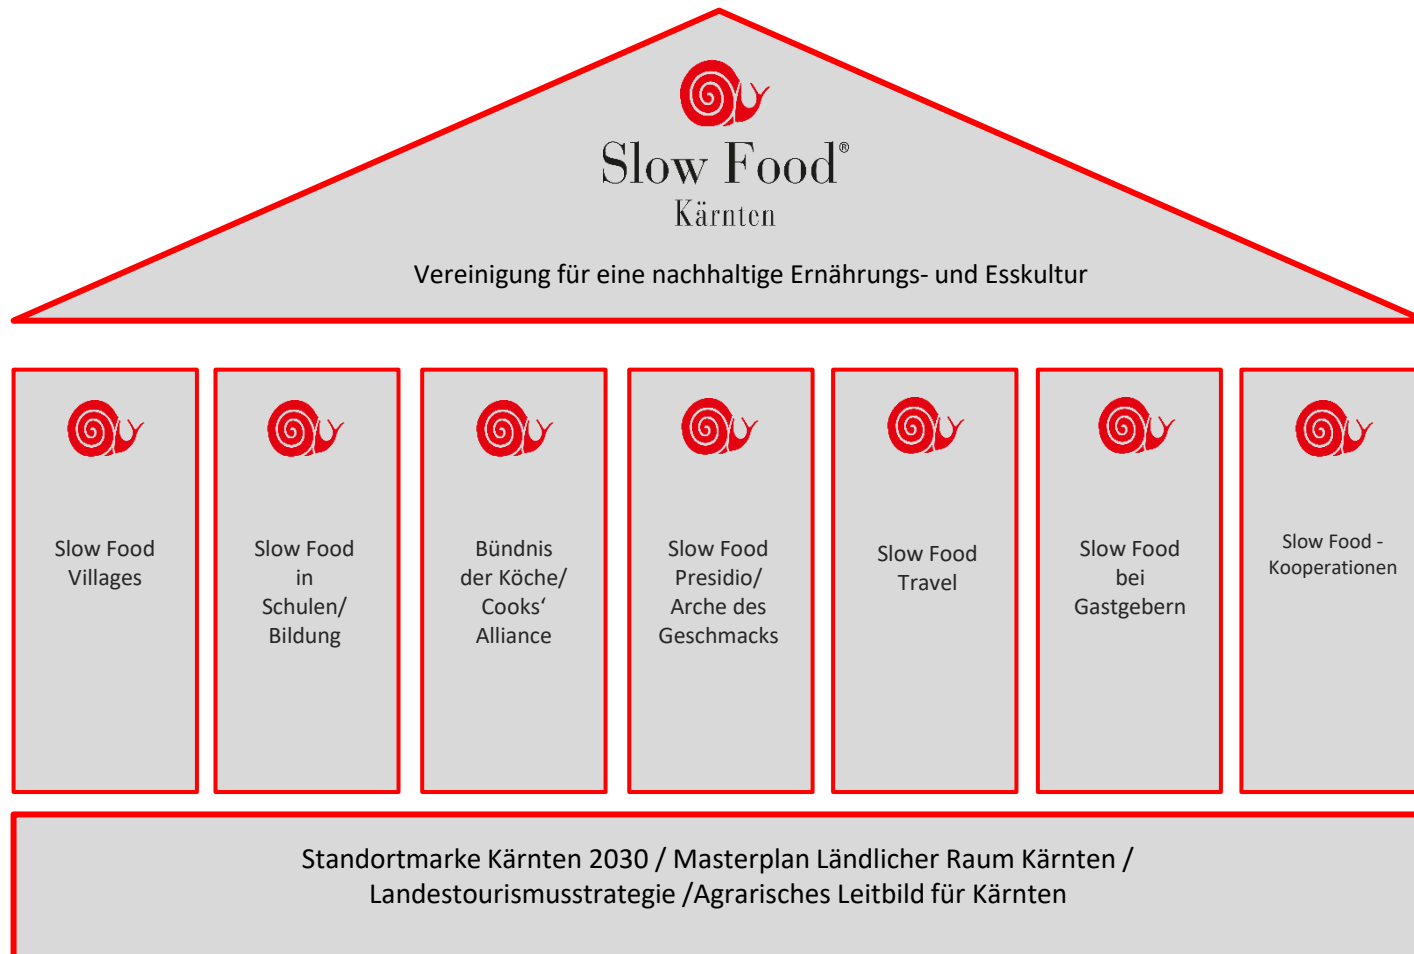 Slow Food®
Kärnten
Vereinigung für eine nachhaltige Ernährungs- und Esskultur
Slow Food
Villages
Slow Food
in
Schulen/
Bildung
Bündnis
der Köche/
Cooks‘
Alliance
Slow Food
Presidio/
Arche des
Geschmacks
Slow Food
Travel
Slow Food
bei
Gastgebern
Slow Food -
Kooperationen
Standortmarke Kärnten 2030 / Masterplan Ländlicher Raum Kärnten /
Landestourismusstrategie /Agrarisches Leitbild für Kärnten